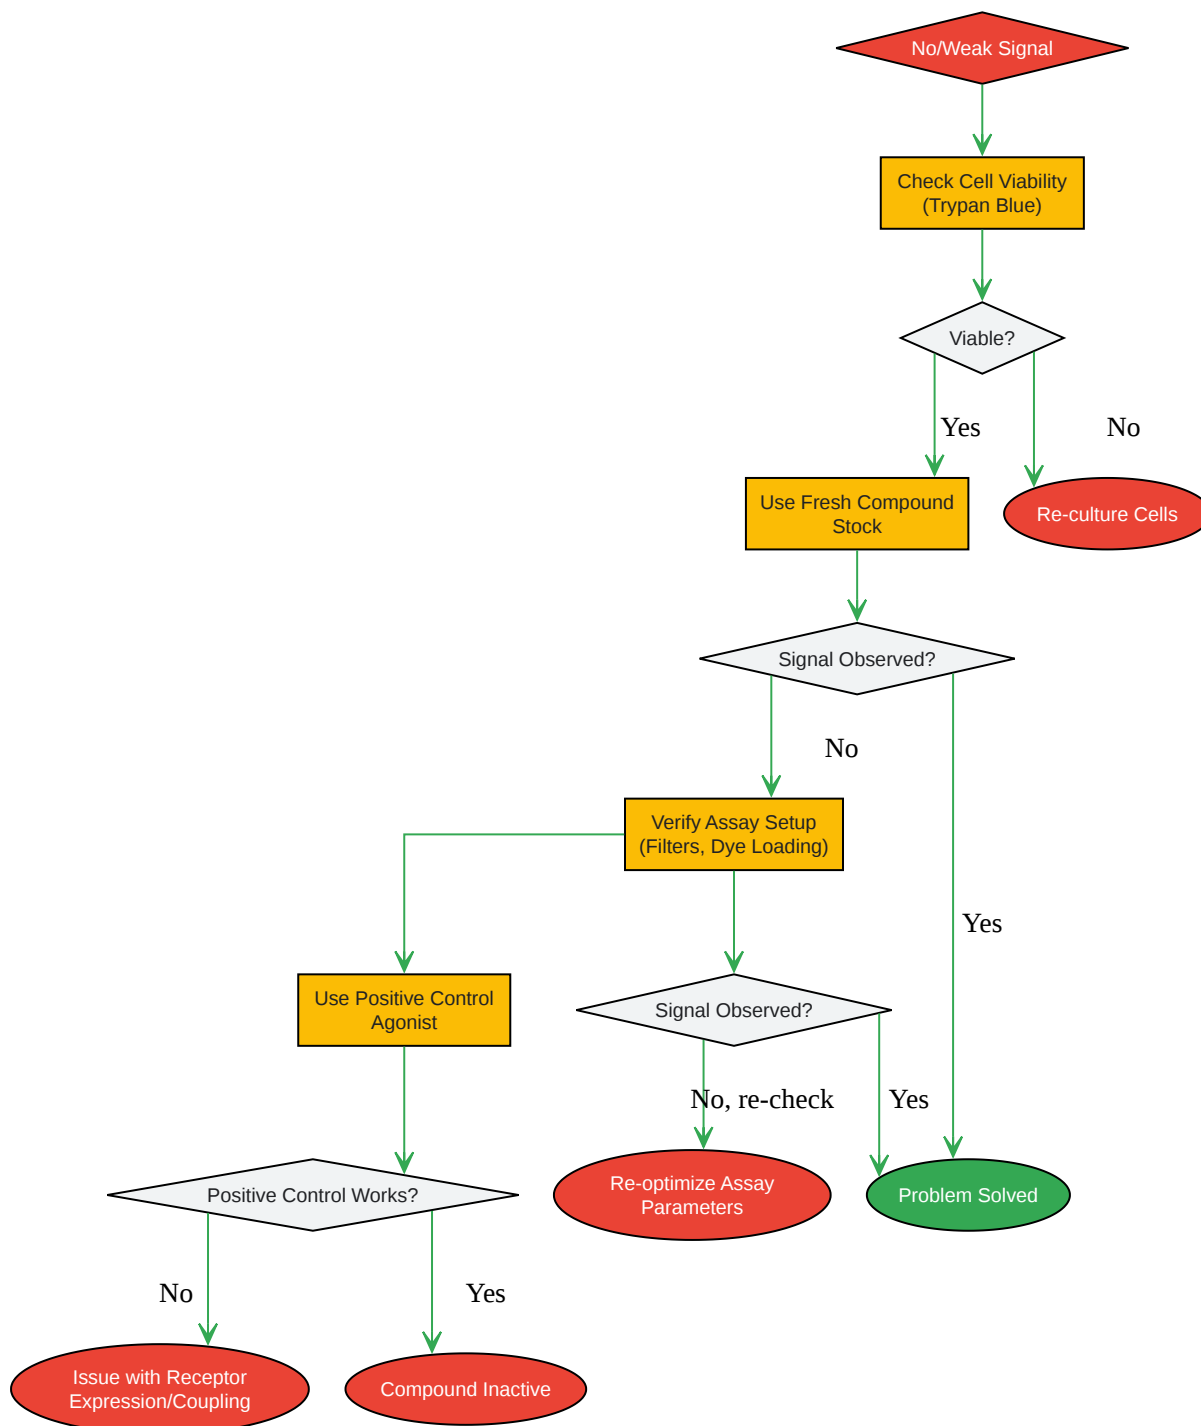 No/Weak Signal
Check Cell Viability
(Trypan Blue)
Viable?
Yes
No
Use Fresh Compound
Stock
Re-culture Cells
Signal Observed?
No
Verify Assay Setup
(Filters, Dye Loading)
Yes
Use Positive Control
Agonist
Signal Observed?
No, re-check
Yes
Positive Control Works?
Re-optimize Assay
Parameters
Problem Solved
No
Yes
Issue with Receptor
Expression/Coupling
Compound Inactive